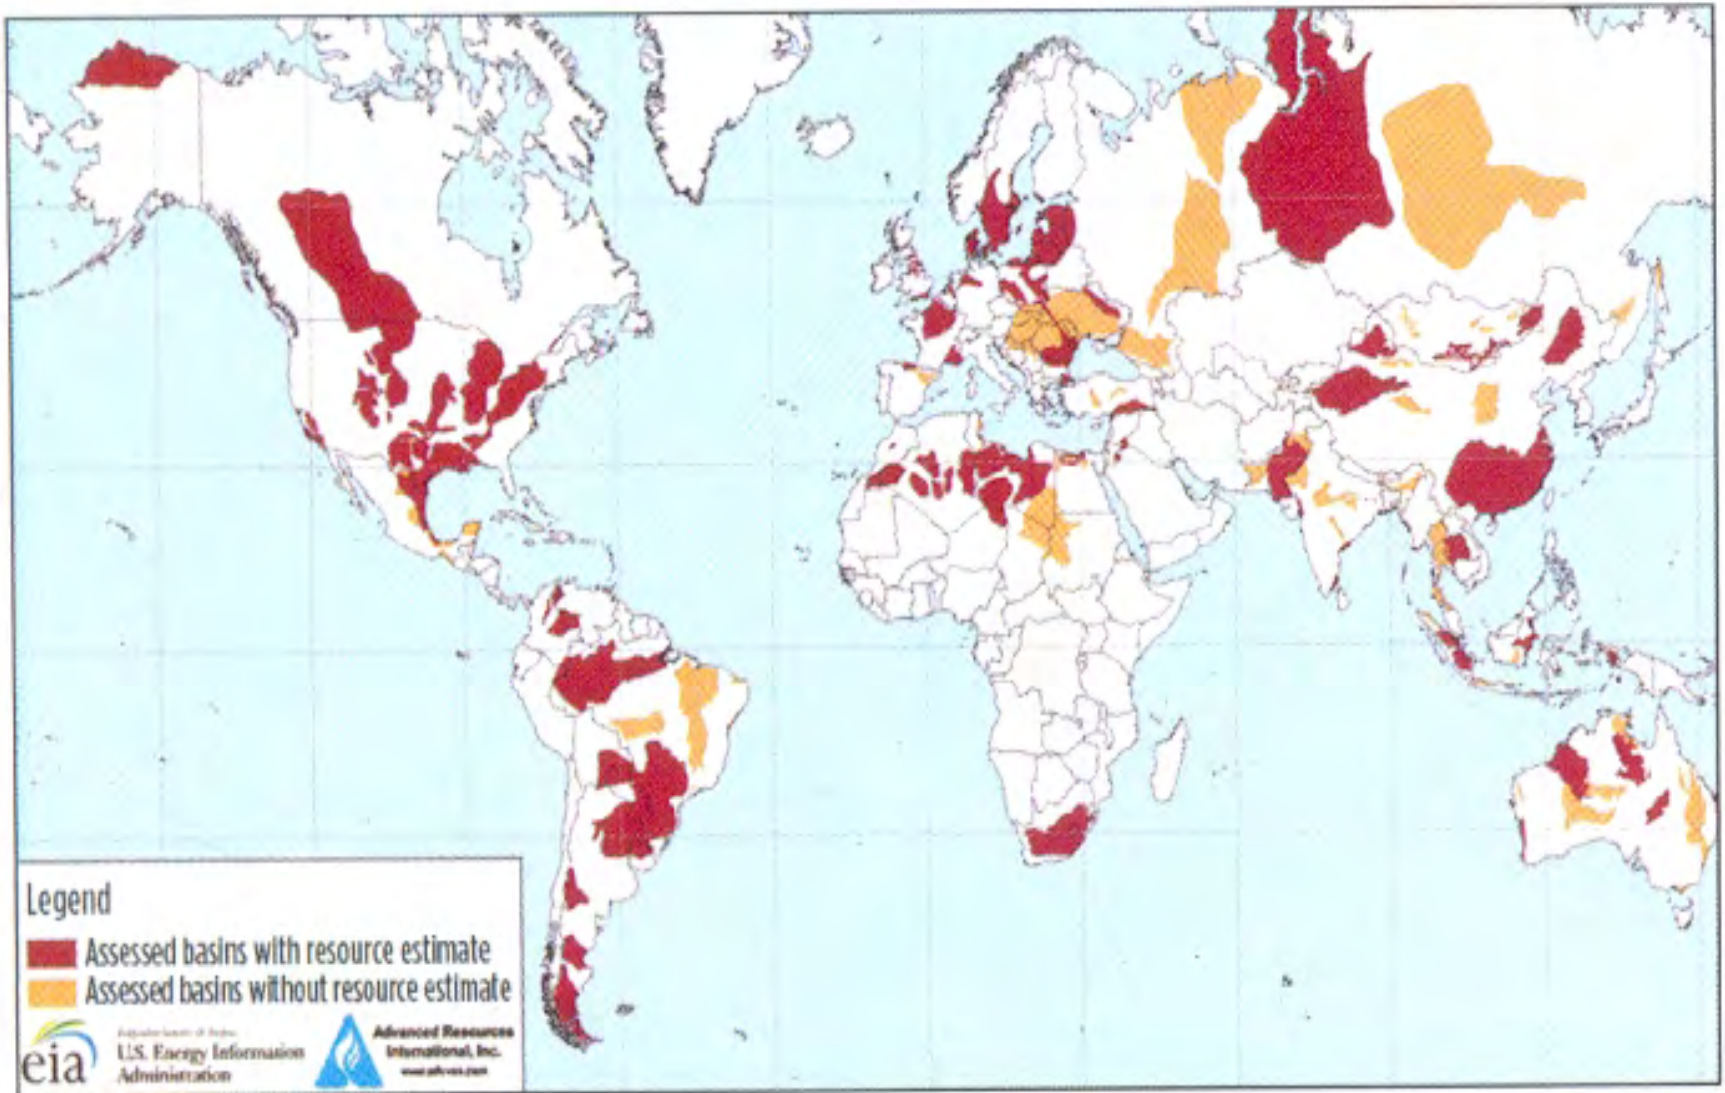 Legend
Assessed basins with resource estimate
Assessed basins without resource estimate
eia
U.S. Energy Information
Administration
Advanced Resources
International, Inc.